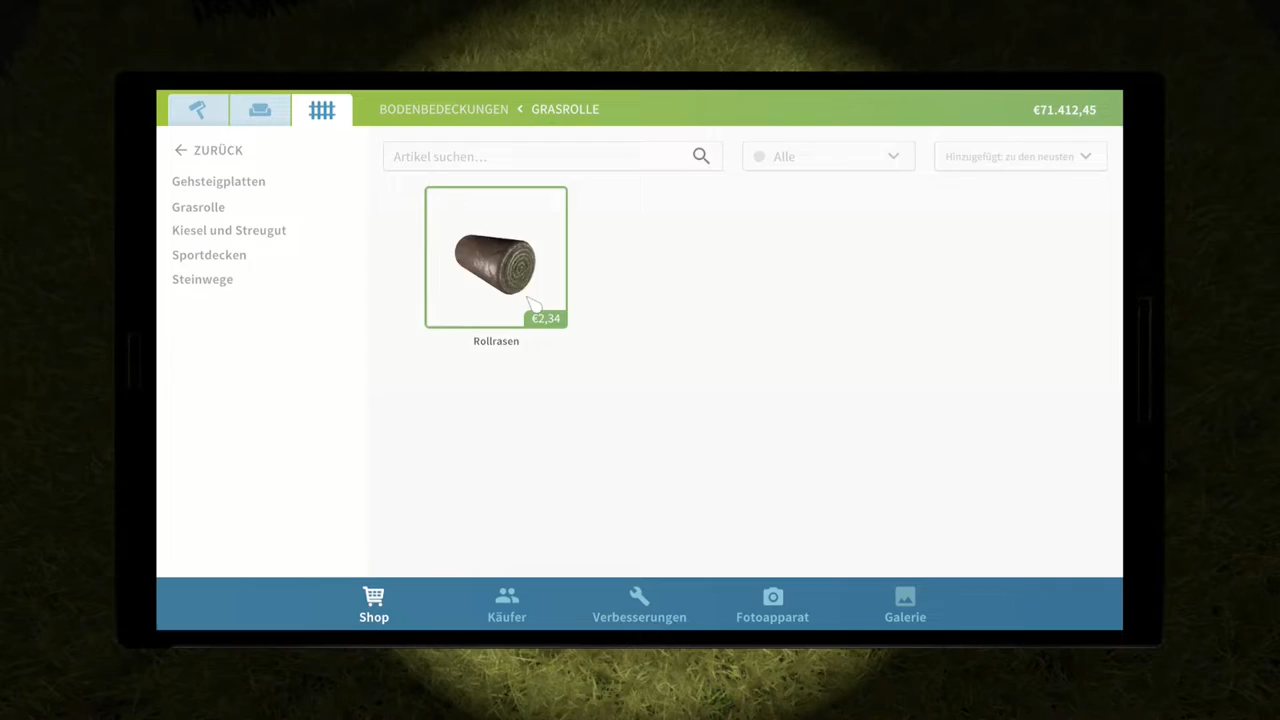 BODENBEDECKUNGEN < GRASROLLE
€71.412,45
ZURÜCK
Gehsteigplatten
Grasrolle
Kiesel und Streugut
Sportdecken
Steinwege
Artikel suchen...
Alle
Hinzugefügt: zu den neusten
€2,34
Rollrasen
Shop
Käufer
Verbesserungen
Fotoapparat
Galerie